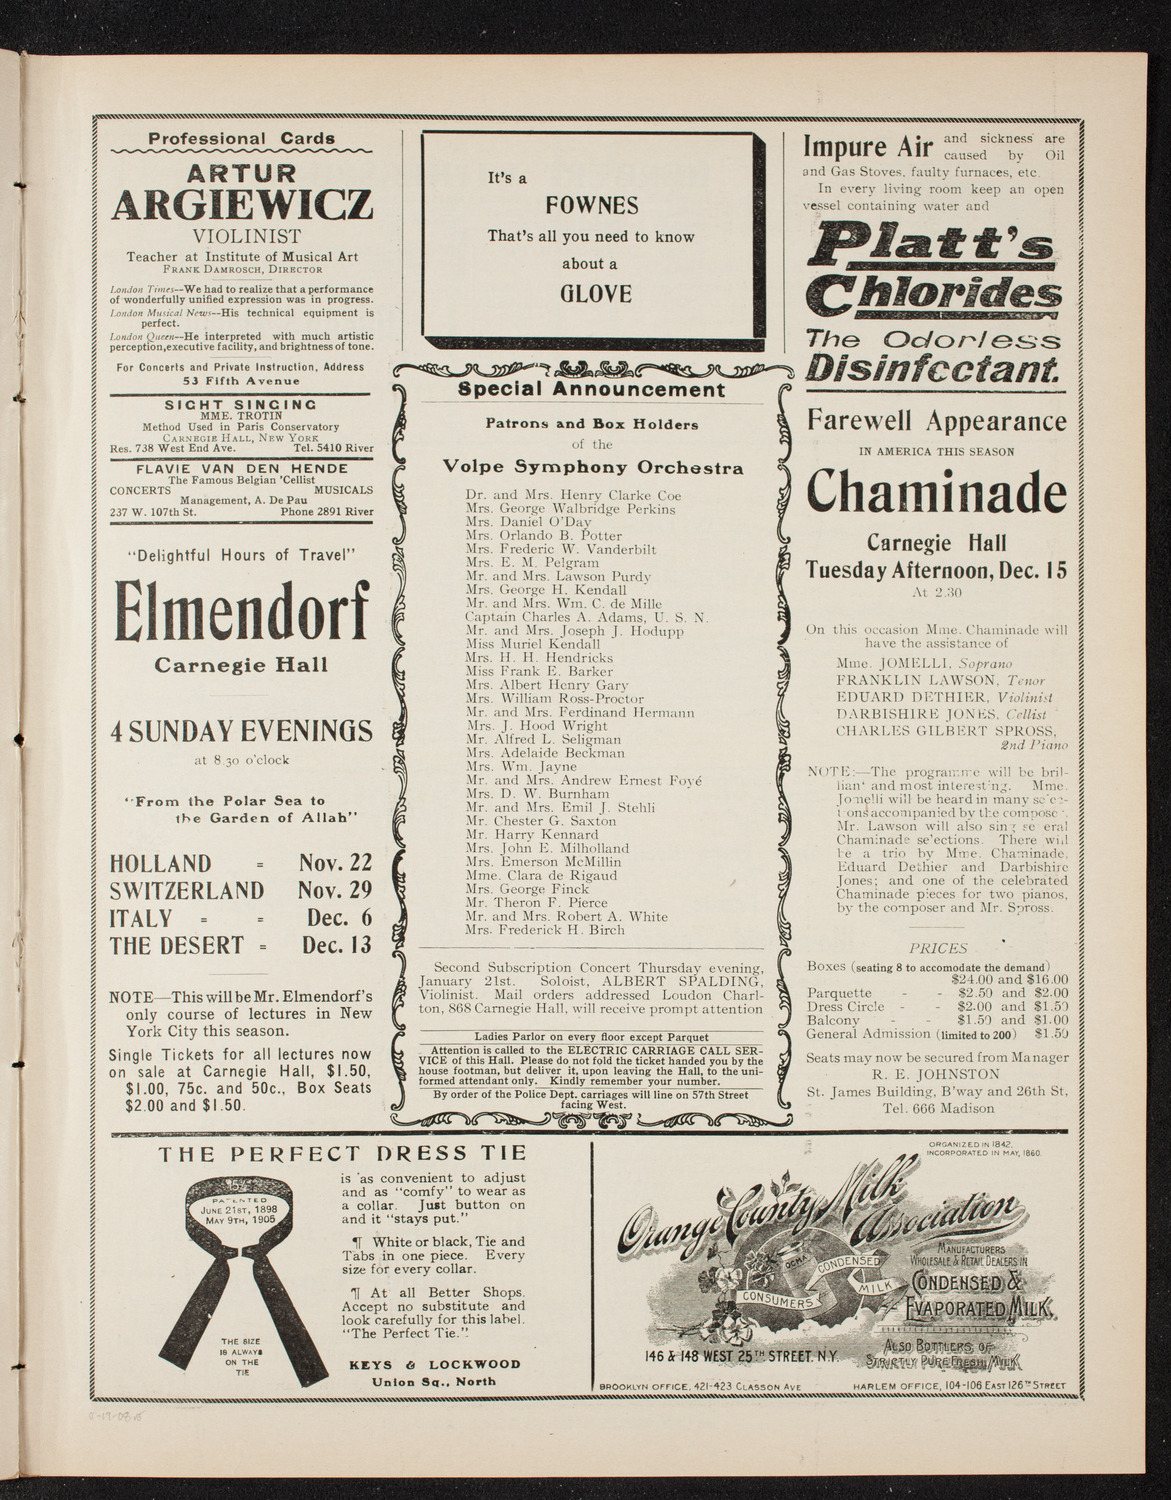 Professional Cards
ARTUR
ARGIEWICZ
VIOLINIST
Teacher at Institute of Musical Art
FRANK DAMROSCH, DIRECTOR
London Times--We had to realize that a performance
of wonderfully unified expression was in progress.
London Musical News--His technical equipment is
perfect.
London Queen--He interpreted with much artistic
perception,executive facility, and brightness of tone.
For Concerts and Private Instruction, Address
53 Fifth Avenue
SIGHT SINGING
MME. TROTIN
Method Used in Paris Conservatory
CARNEGIE HALL, NEW YORK
Res. 738 West End Ave. Tel. 5410 River
FLAVIE VAN DEN HENDE
The Famous Belgian 'Cellist
CONCERTS MUSICALS
Management, A. De Pau
237 W. 107th St. Phone 2891 River
"Delightful Hours of Travel"
Elmendorf
Carnegie Hall
4 SUNDAY EVENINGS
at 8 30 o'clock
"From the Polar Sea to
the Garden of Allah"
HOLLAND = Nov. 22
SWITZERLAND Nov. 29
ITALY = = Dec. 6
THE DESERT = Dec. 13
NOTE—This will be Mr. Elmendorf's
only course of lectures in New
York City this season.
Single Tickets for all lectures now
on sale at Carnegie Hall, $1.50,
$1.00, 75c. and 50c., Box Seats
$2.00 and $1.50.
It's a
FOWNES
That's all you need to know
about a
GLOVE
Special Announcement
Patrons and Box Holders
of the
Volpe Symphony Orchestra
Dr. and Mrs. Henry Clarke Coe
Mrs. George Walbridge Perkins
Mrs. Daniel O'Day
Mrs. Orlando B. Potter
Mrs. Frederic W. Vanderbilt
Mrs. E. M. Pelgram
Mr. and Mrs. Lawson Purdy
Mrs. George H. Kendall
Mr. and Mrs. Wm. C. de Mille
Captain Charles A. Adams, U. S. N.
Mr. and Mrs. Joseph J. Hodupp
Miss Muriel Kendall
Mrs. H. H. Hendricks
Miss Frank E. Barker
Mrs. Albert Henry Gary
Mrs. William Ross-Proctor
Mr. and Mrs. Ferdinand Hermann
Mrs. J. Hood Wright
Mr. Alfred L. Seligman
Mrs. Adelaide Beckman
Mrs. Wm. Jayne
Mr. and Mrs. Andrew Ernest Foyé
Mrs. D. W. Burnham
Mr. and Mrs. Emil J. Stehli
Mr. Chester G. Saxton
Mr. Harry Kennard
Mrs. John E. Milholland
Mrs. Emerson McMillin
Mme. Clara de Rigaud
Mrs. George Finck
Mr. Theron F. Pierce
Mr. and Mrs. Robert A. White
Mrs. Frederick H. Birch
Second Subscription Concert Thursday evening,
January 21st. Soloist, ALBERT SPALDING,
Violinist. Mail orders addressed Loudon Charl-
ton, 868 Carnegie Hall, will receive prompt attention
Ladies Parlor on every floor except Parquet
Attention is called to the ELECTRIC CARRIAGE CALL SER-
VICE of this Hall. Please do not fold the ticket handed you by the
house footman, but deliver it, upon leaving the Hall, to the uni-
formed attendant only. Kindly remember your number.
By order of the Police Dept. carriages will line on 57th Street
facing West.
Impure Air and sickness are
caused by Oil
and Gas Stoves, faulty furnaces, etc.
In every living room keep an open
vessel containing water and
Platt's
Chlorides
The Odorless
Disinfectant.
Farewell Appearance
IN AMERICA THIS SEASON
Chaminade
Carnegie Hall
Tuesday Afternoon, Dec. 15
At 2.30
On this occasion Mme. Chaminade will
have the assistance of
Mme. JOMELLI, Soprano
FRANKLIN LAWSON, Tenor
EDUARD DETHIER, Violinist
DARBISHIRE JONES, Cellist
CHARLES GILBERT SPROSS,
2nd Piano
NOTE:—The programme will be bril-
liant and most interesting. Mme.
Jomelli will be heard in many selec-
tions accompanied by the composer.
Mr. Lawson will also sing several
Chaminade selections. There will
be a trio by Mme. Chaminade,
Eduard Dethier and Darbishire
Jones; and one of the celebrated
Chaminade pieces for two pianos,
by the composer and Mr. Spross.
PRICES
Boxes (seating 8 to accomodate the demand)
$24.00 and $16.00
Parquette - - $2.50 and $2.00
Dress Circle - - $2.00 and $1.50
Balcony - - $1.50 and $1.00
General Admission (limited to 200) $1.50
Seats may now be secured from Manager
R. E. JOHNSTON
St. James Building, B'way and 26th St,
Tel. 666 Madison
THE PERFECT DRESS TIE
15½
PATENTED
JUNE 21ST, 1898
MAY 9TH, 1905
THE SIZE
IS ALWAYS
ON THE
TIE
is as convenient to adjust
and as "comfy" to wear as
a collar. Just button on
and it "stays put."
¶ White or black, Tie and
Tabs in one piece. Every
size for every collar.
¶ At all Better Shops.
Accept no substitute and
look carefully for this label.
"The Perfect Tie."
KEYS & LOCKWOOD
Union Sq., North
ORGANIZED IN 1842,
INCORPORATED IN MAY, 1860.
Orange County Milk
Association
MANUFACTURERS
WHOLESALE & RETAIL DEALERS IN
CONDENSED &
EVAPORATED MILK.
OCMA
CONSUMERS
CONDENSED
MILK
ALSO BOTTLERS OF
STRICTLY PURE FRESH MILK
146 & 148 WEST 25TH STREET. N.Y.
BROOKLYN OFFICE, 421-423 CLASSON AVE HARLEM OFFICE, 104-106 EAST 126TH STREET